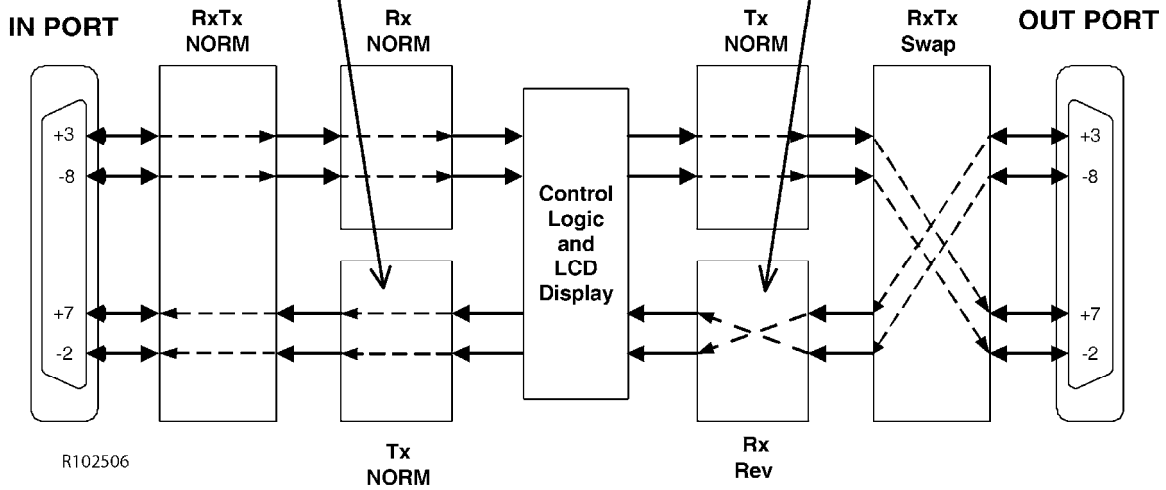 IN PORT
RxTx
NORM
Rx
NORM
Tx
NORM
RxTx
Swap
OUT PORT
+3
-8
+7
-2
Control
Logic
and
LCD
Display
+3
-8
+7
-2
Tx
NORM
Rx
Rev
R102506